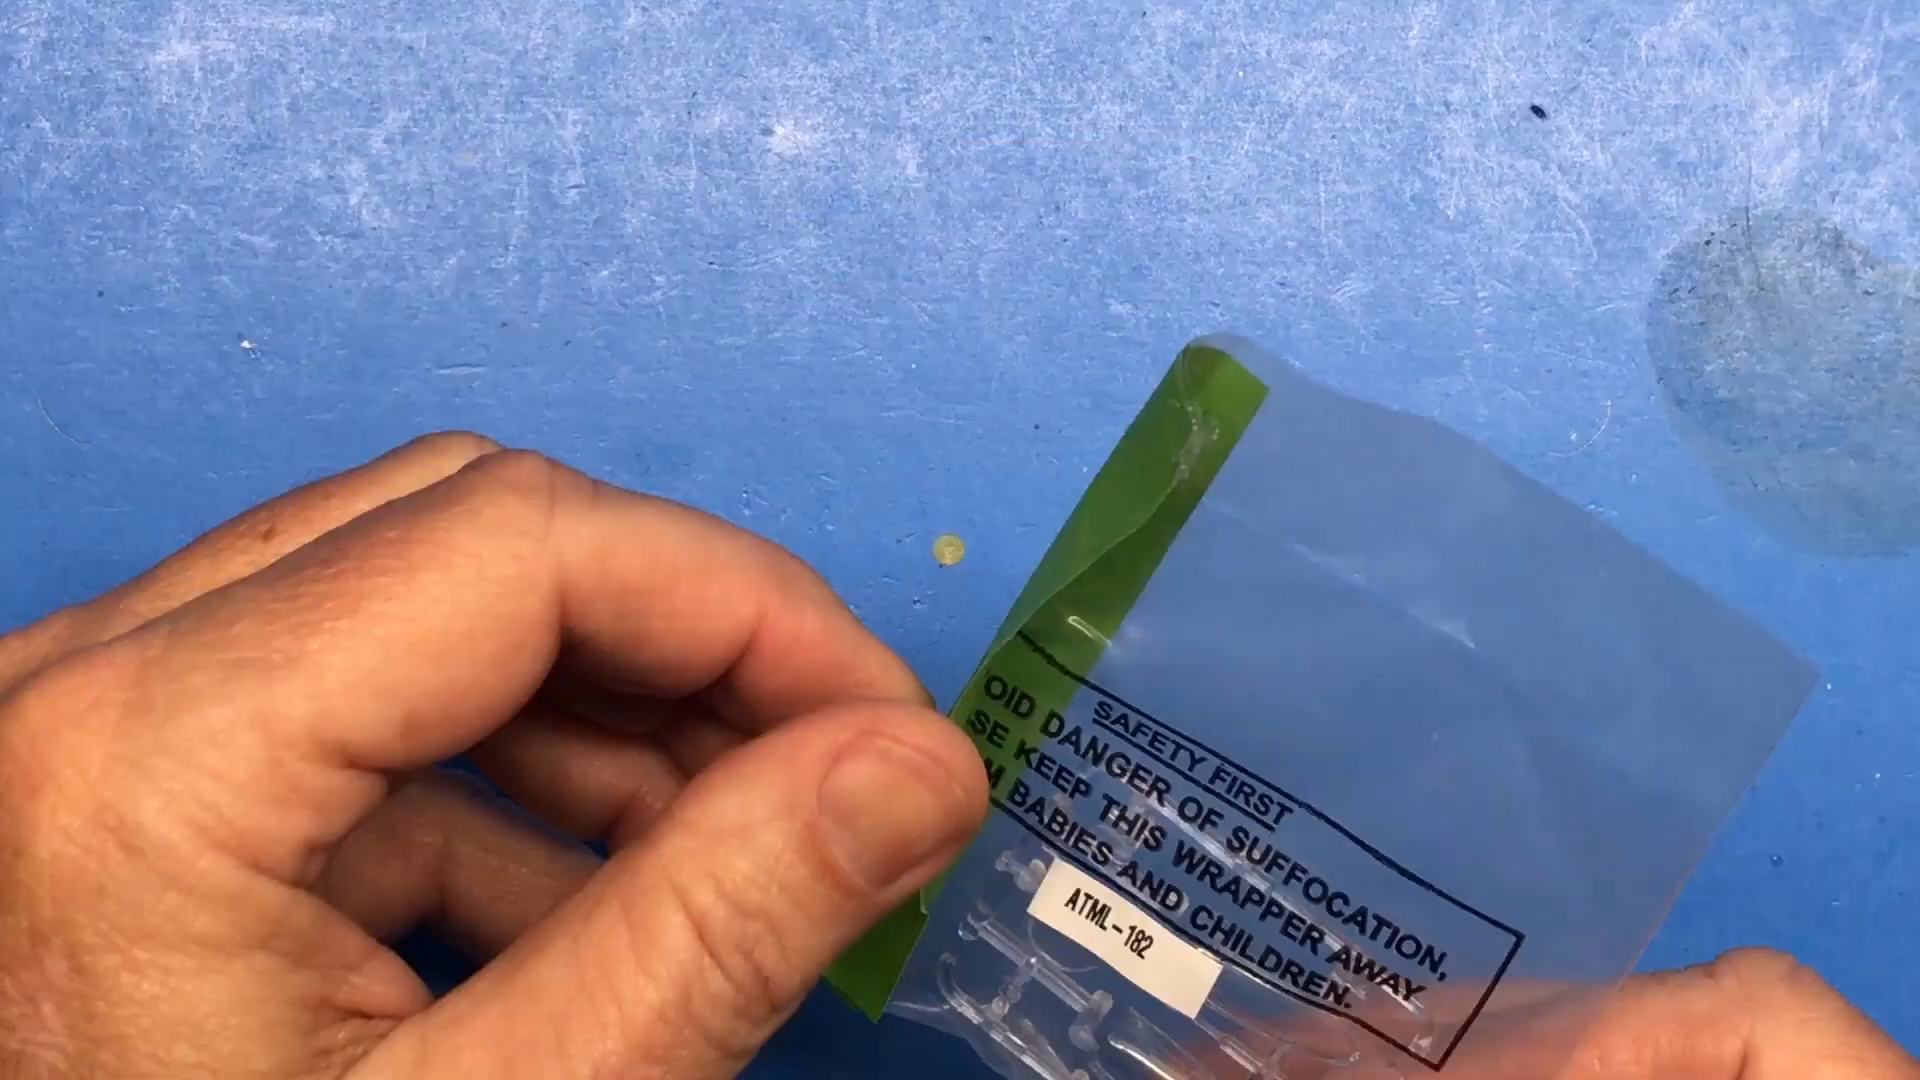 SAFETY FIRST
OID DANGER OF SUFFOCATION,
SE KEEP THIS WRAPPER AWAY
M BABIES AND CHILDREN.
ATML-182